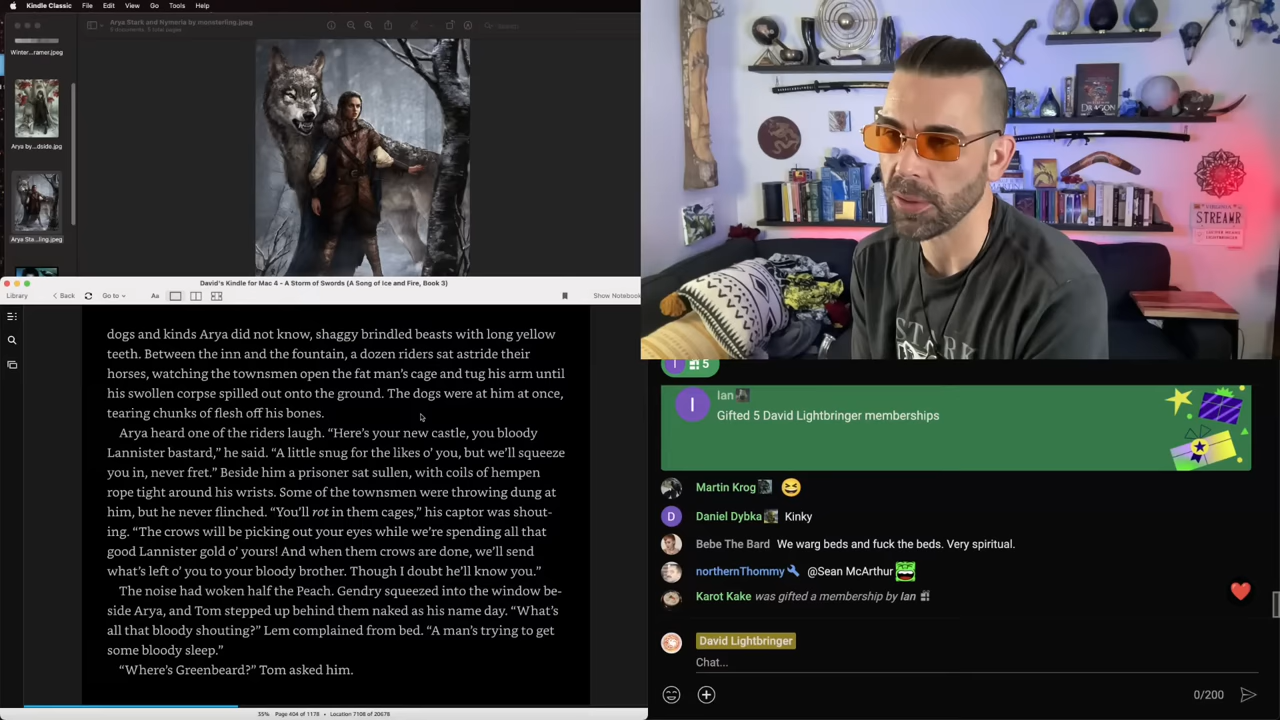 Kindle Classic File Edit View Go Tools Help
Arya Stark and Nymeria by monsterling.jpeg
5 documents, 5 total pages
Search
Winter...ramer.jpeg
Arya by...dside.jpg
Arya Sta...ling.jpeg
David's Kindle for Mac 4 - A Storm of Swords (A Song of Ice and Fire, Book 3)
Library Back Go to Aa Show Notebook
dogs and kinds Arya did not know, shaggy brindled beasts with long yellow
teeth. Between the inn and the fountain, a dozen riders sat astride their
horses, watching the townsmen open the fat man's cage and tug his arm until
his swollen corpse spilled out onto the ground. The dogs were at him at once,
tearing chunks of flesh off his bones.
Arya heard one of the riders laugh. “Here's your new castle, you bloody
Lannister bastard,” he said. “A little snug for the likes o' you, but we'll squeeze
you in, never fret.” Beside him a prisoner sat sullen, with coils of hempen
rope tight around his wrists. Some of the townsmen were throwing dung at
him, but he never flinched. “You'll rot in them cages,” his captor was shout-
ing. “The crows will be picking out your eyes while we're spending all that
good Lannister gold o' yours! And when them crows are done, we'll send
what's left o' you to your bloody brother. Though I doubt he'll know you.”
The noise had woken half the Peach. Gendry squeezed into the window be-
side Arya, and Tom stepped up behind them naked as his name day. “What's
all that bloody shouting?” Lem complained from bed. “A man's trying to get
some bloody sleep.”
“Where's Greenbeard?” Tom asked him.
35% Page 404 of 1178 • Location 7108 of 20678
DRAGON
STREAMR
STARK
I 5
I Ian
Gifted 5 David Lightbringer memberships
Martin Krog
D Daniel Dybka Kinky
Bebe The Bard We warg beds and fuck the beds. Very spiritual.
northernThommy @Sean McArthur
Karot Kake was gifted a membership by Ian
David Lightbringer
Chat...
0/200